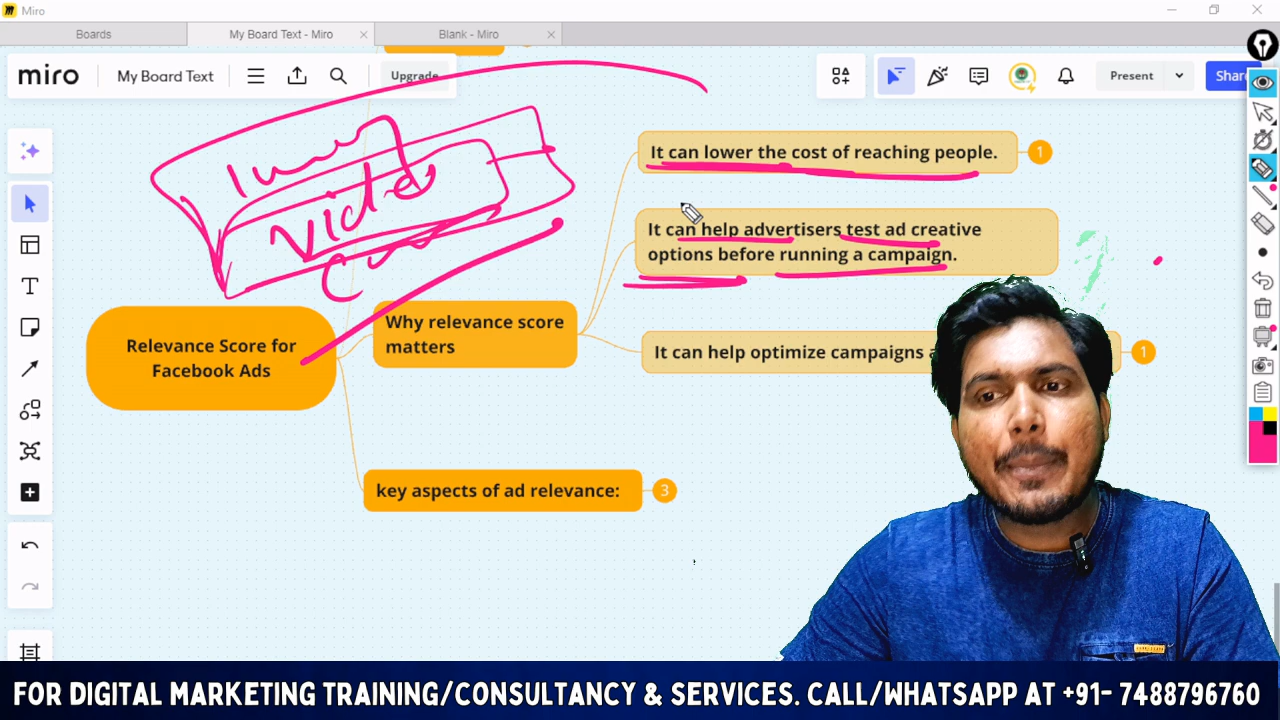 Miro
Boards
My Board Text - Miro
Blank - Miro
miro
My Board Text
Upgrade
Present
Share
It can lower the cost of reaching people.
1
Video
It can help advertisers test ad creative
options before running a campaign.
Why relevance score
matters
Relevance Score for
Facebook Ads
It can help optimize campaigns
1
key aspects of ad relevance:
3
FOR DIGITAL MARKETING TRAINING/CONSULTANCY & SERVICES. CALL/WHATSAPP AT +91- 7488796760